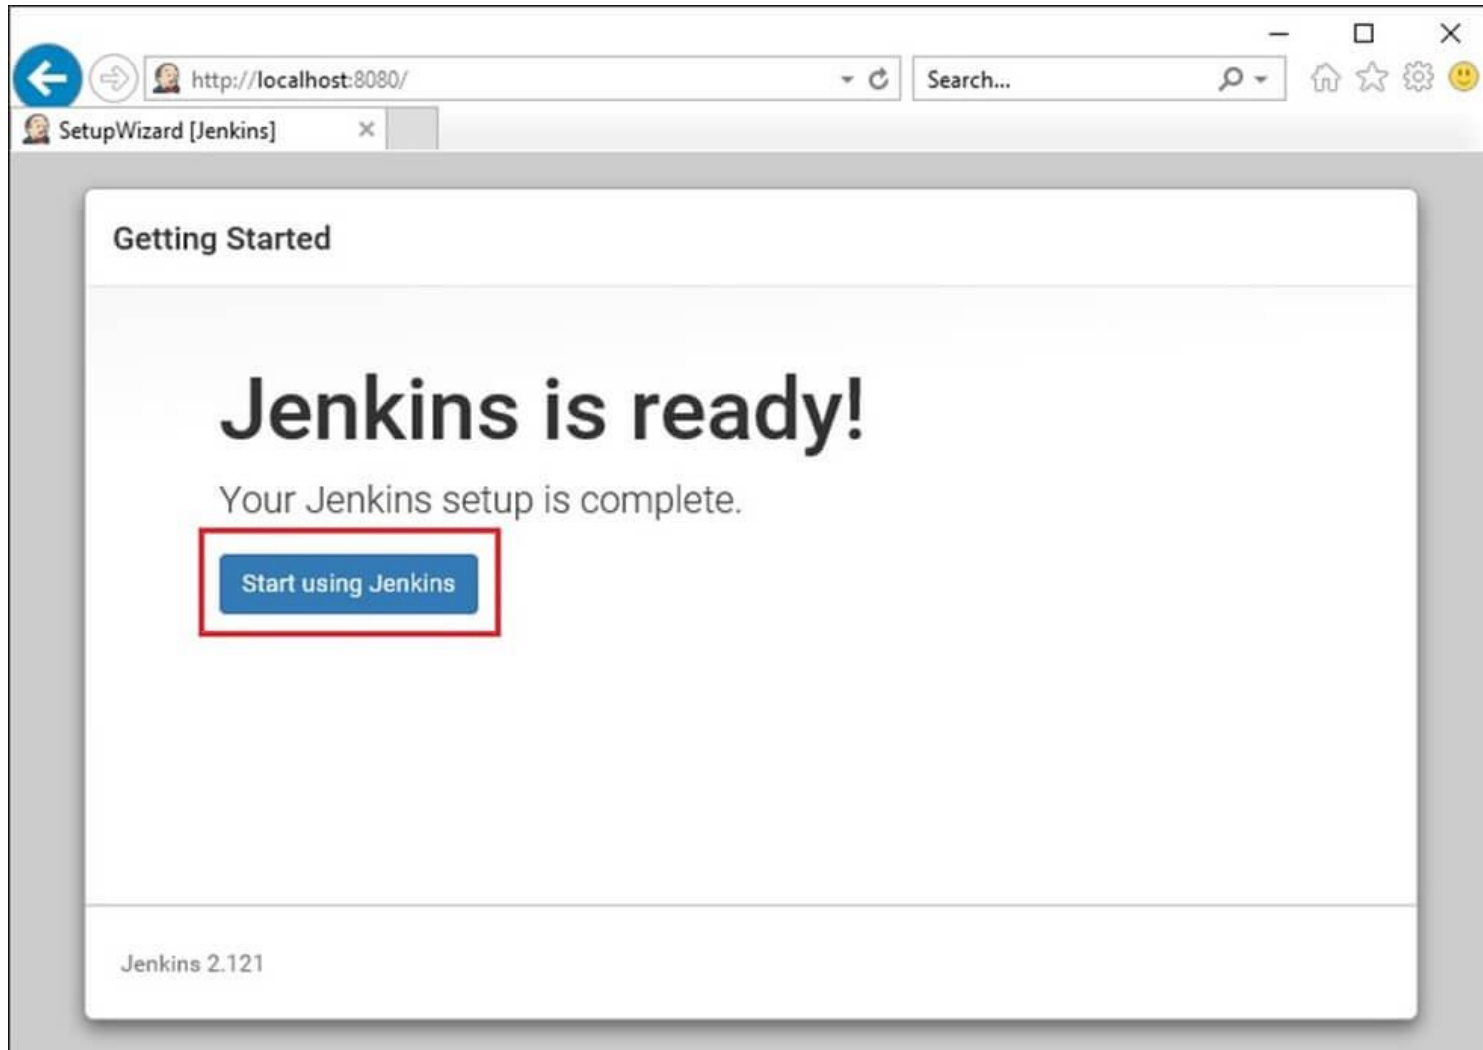 http://localhost:8080/
Search...
SetupWizard [Jenkins]
Getting Started
Jenkins is ready!
Your Jenkins setup is complete.
Start using Jenkins
Jenkins 2.121